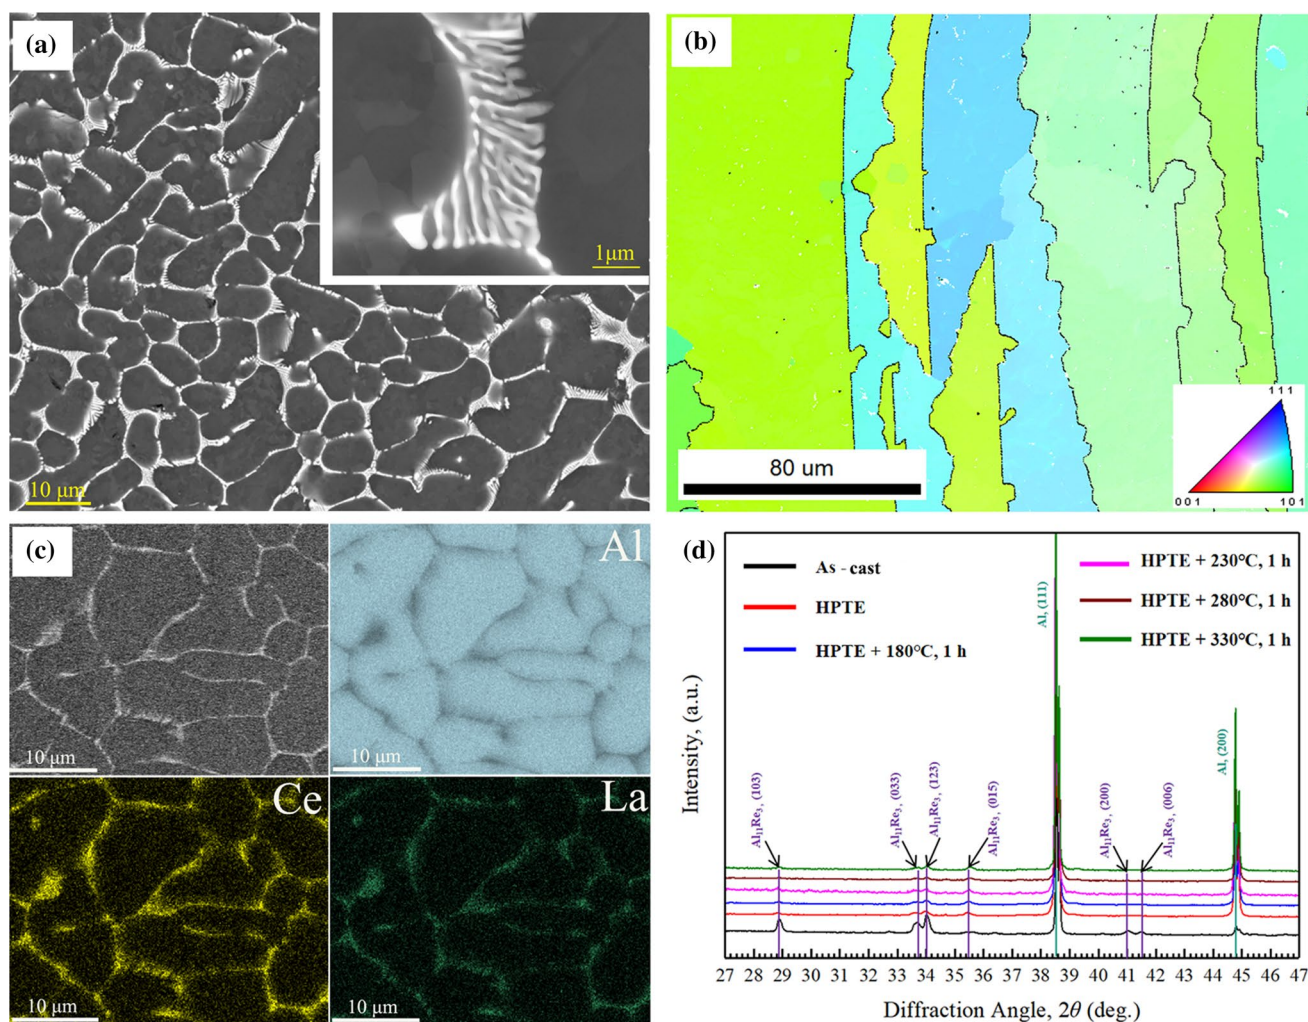 (a)
1μm
10 μm
(b)
80 um
111
001
101
(c)
Al
10 μm
10 μm
Ce
La
10 μm
10 μm
(d)
As - cast
HPTE
HPTE + 180°C, 1 h
HPTE + 230°C, 1 h
HPTE + 280°C, 1 h
HPTE + 330°C, 1 h
Intensity, (a.u.)
Al₁₁Re₃, (103)
Al₁₁Re₃, (033)
Al₁₁Re₃, (123)
Al₁₁Re₃, (015)
Al, (111)
Al₁₁Re₃, (200)
Al₁₁Re₃, (006)
Al, (200)
27 29 31 33 34 35 36 37 38 39 40 41 42 43 44 45 46 47
Diffraction Angle, 2θ (deg.)